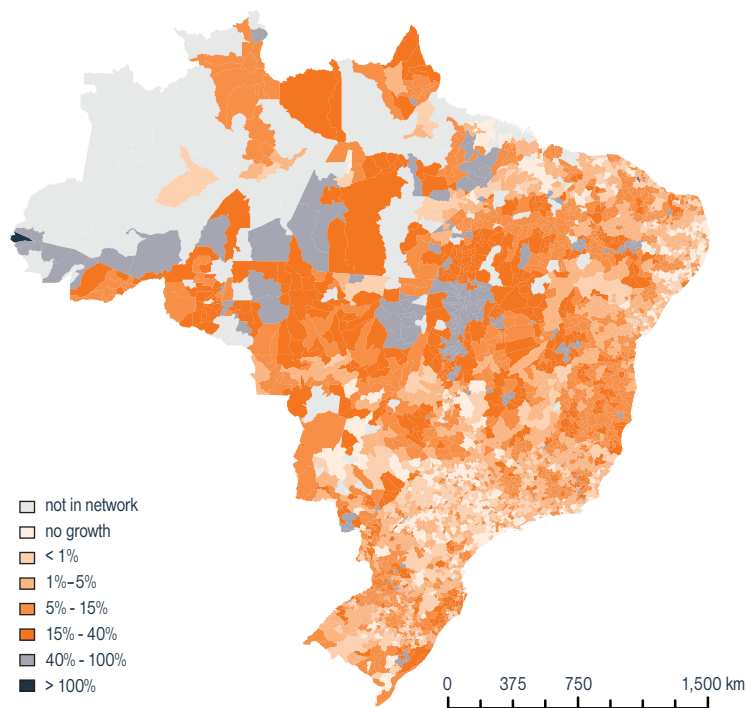 not in network
no growth
< 1%
1%–5%
5% - 15%
15% - 40%
40% - 100%
> 100%
0 375 750 1,500 km